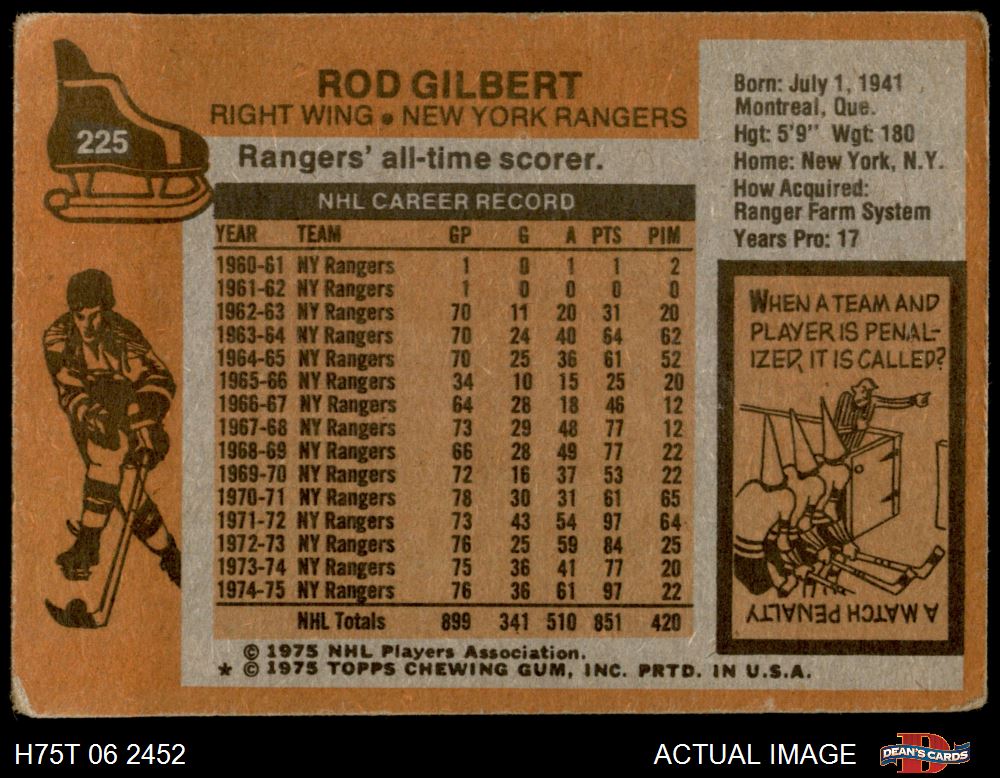 225
ROD GILBERT
RIGHT WING • NEW YORK RANGERS
Rangers' all-time scorer.
NHL CAREER RECORD
YEAR TEAM GP G A PTS PIM
1960-61 NY Rangers 1 0 1 1 2
1961-62 NY Rangers 1 0 0 0 0
1962-63 NY Rangers 70 11 20 31 20
1963-64 NY Rangers 70 24 40 64 62
1964-65 NY Rangers 70 25 36 61 52
1965-66 NY Rangers 34 10 15 25 20
1966-67 NY Rangers 64 28 18 46 12
1967-68 NY Rangers 73 29 48 77 12
1968-69 NY Rangers 66 28 49 77 22
1969-70 NY Rangers 72 16 37 53 22
1970-71 NY Rangers 78 30 31 61 65
1971-72 NY Rangers 73 43 54 97 64
1972-73 NY Rangers 76 25 59 84 25
1973-74 NY Rangers 75 36 41 77 20
1974-75 NY Rangers 76 36 61 97 22
NHL Totals 899 341 510 851 420
© 1975 NHL Players Association.
* © 1975 TOPPS CHEWING GUM, INC. PRTD. IN U.S.A.
Born: July 1, 1941
Montreal, Que.
Hgt: 5'9" Wgt: 180
Home: New York, N.Y.
How Acquired:
Ranger Farm System
Years Pro: 17
WHEN A TEAM AND
PLAYER IS PENAL-
IZED, IT IS CALLED?
A MATCH PENALTY
H75T 06 2452
ACTUAL IMAGE
D
DEAN'S CARDS